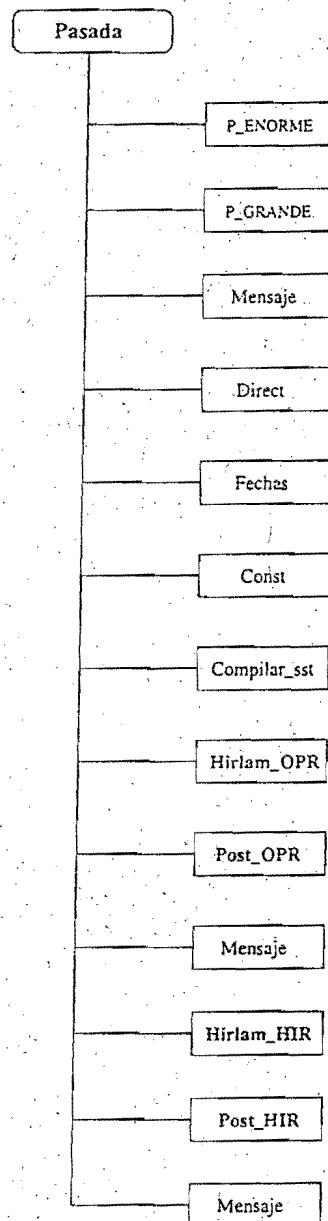 Pasada
P_ENORME
P_GRANDE
Mensaje
Direct
Fechas
Const
Compilar_sst
Hirlam_OPR
Post_OPR
Mensaje
Hirlam_HIR
Post_HIR
Mensaje